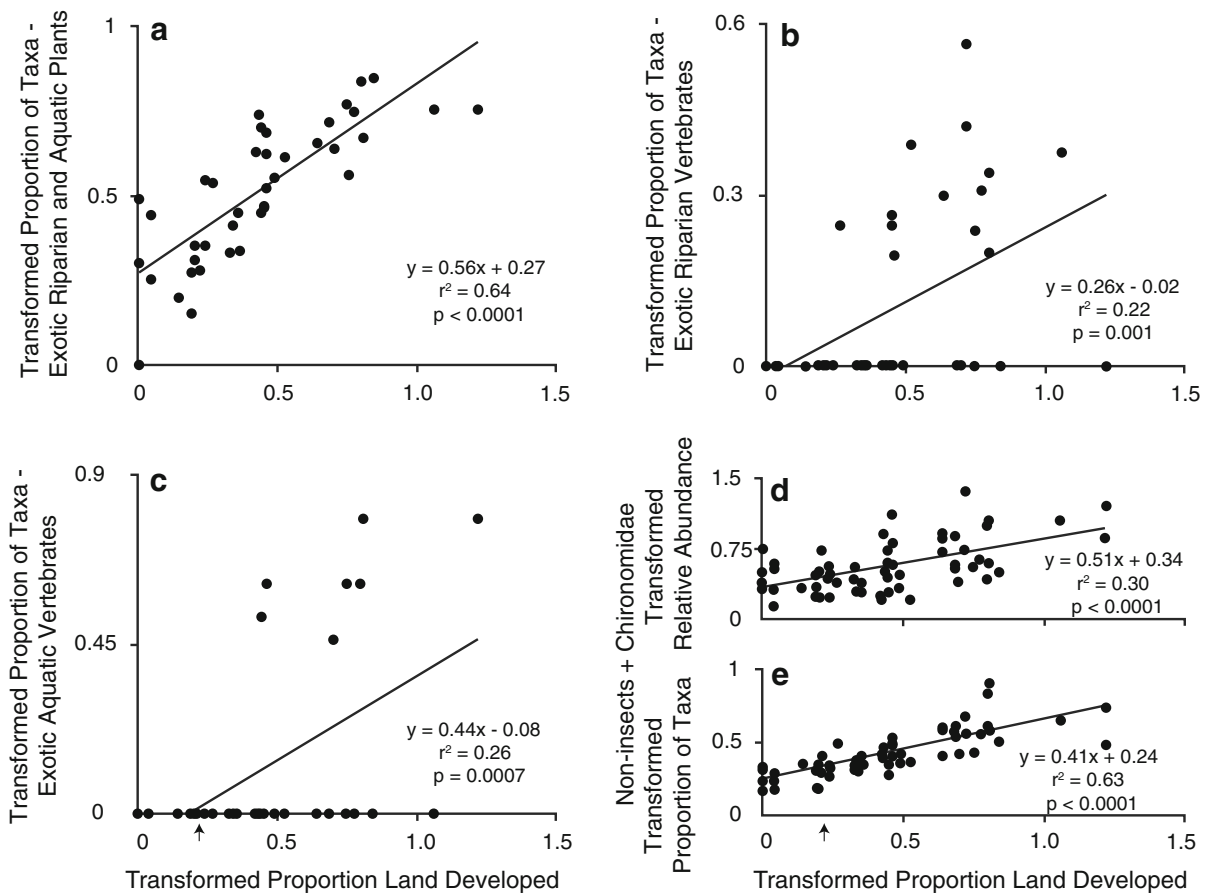 a
Transformed Proportion of Taxa -
Exotic Riparian and Aquatic Plants
1
0.5
0
y = 0.56x + 0.27
r² = 0.64
p < 0.0001
0 0.5 1.0 1.5
b
Transformed Proportion of Taxa -
Exotic Riparian Vertebrates
0.6
0.3
0
y = 0.26x - 0.02
r² = 0.22
p = 0.001
0 0.5 1.0 1.5
c
Transformed Proportion of Taxa -
Exotic Aquatic Vertebrates
0.9
0.45
0
y = 0.44x - 0.08
r² = 0.26
p = 0.0007
0 0.5 1.0 1.5
Transformed Proportion Land Developed
Non-insects + Chironomidae
d
Transformed
Relative Abundance
1.5
0.75
0
y = 0.51x + 0.34
r² = 0.30
p < 0.0001
e
Transformed
Proportion of Taxa
1
0.5
0
y = 0.41x + 0.24
r² = 0.63
p < 0.0001
0 0.5 1.0 1.5
Transformed Proportion Land Developed